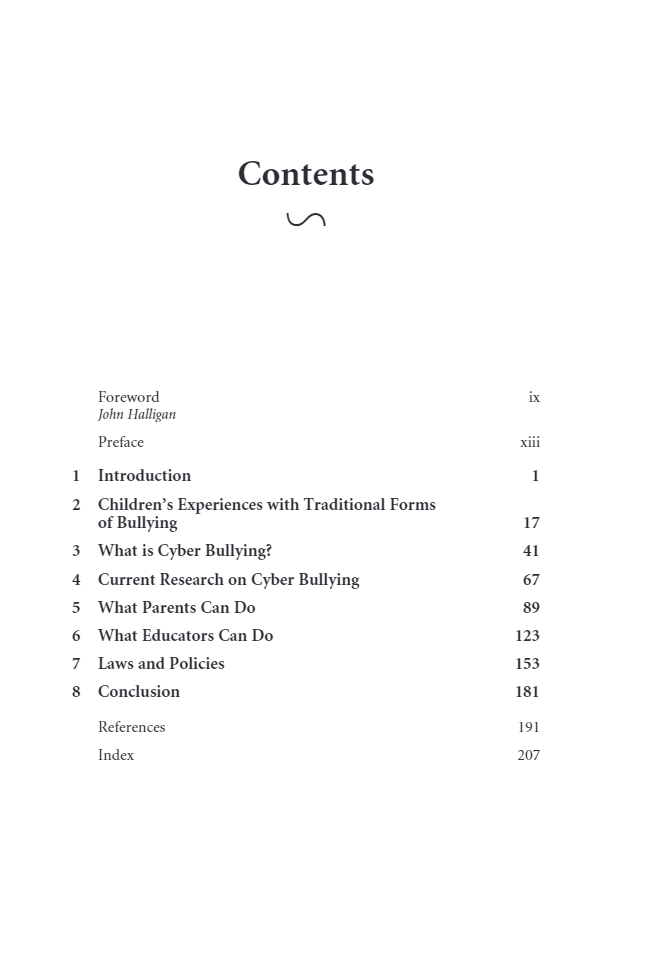 Contents
Foreword ix
John Halligan
Preface xiii
1 Introduction 1
2 Children’s Experiences with Traditional Forms
of Bullying 17
3 What is Cyber Bullying? 41
4 Current Research on Cyber Bullying 67
5 What Parents Can Do 89
6 What Educators Can Do 123
7 Laws and Policies 153
8 Conclusion 181
References 191
Index 207